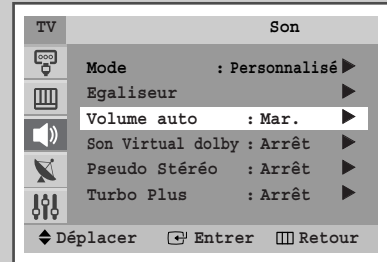 TV Son
Mode : Personnalisé
Egaliseur
Volume auto : Mar.
Son Virtual dolby : Arrêt
Pseudo Stéréo : Arrêt
Turbo Plus : Arrêt
Déplacer Entrer Retour